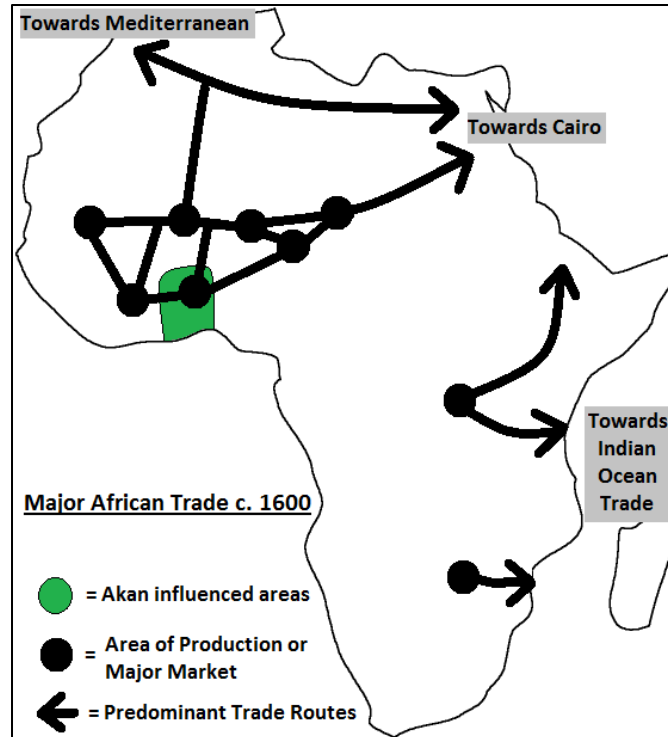 Towards Mediterranean
Towards Cairo
Towards
Indian
Ocean
Trade
Major African Trade c. 1600
= Akan influenced areas
= Area of Production or
Major Market
= Predominant Trade Routes